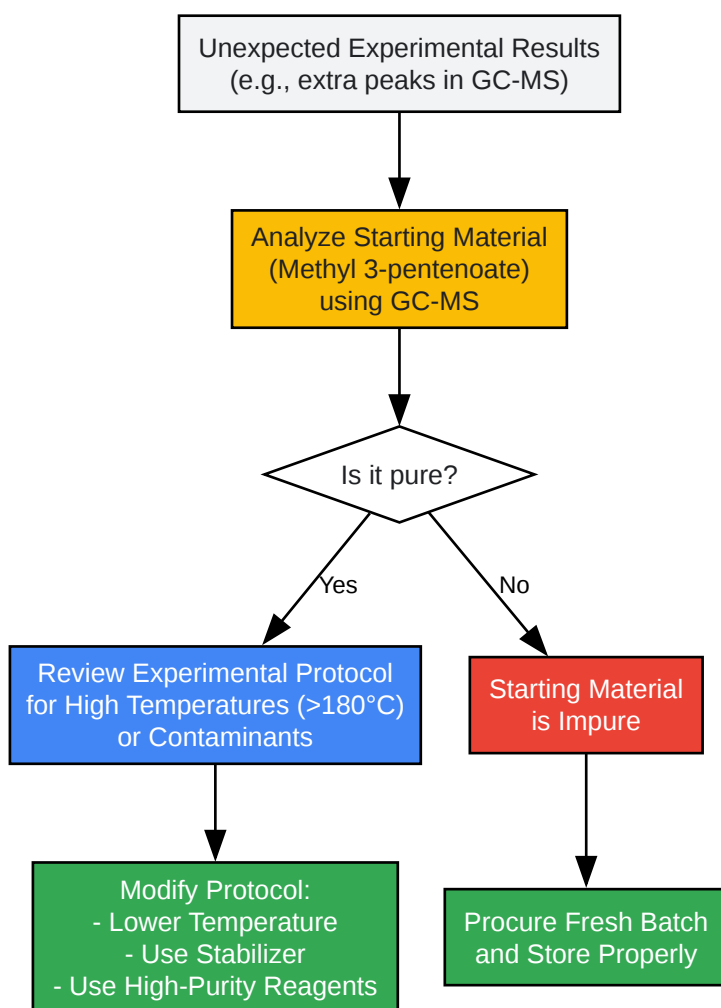 Unexpected Experimental Results
(e.g., extra peaks in GC-MS)
Analyze Starting Material
(Methyl 3-pentenoate)
using GC-MS
Is it pure?
Yes
No
Review Experimental Protocol
for High Temperatures (>180°C)
or Contaminants
Starting Material
is Impure
Modify Protocol:
- Lower Temperature
- Use Stabilizer
- Use High-Purity Reagents
Procure Fresh Batch
and Store Properly